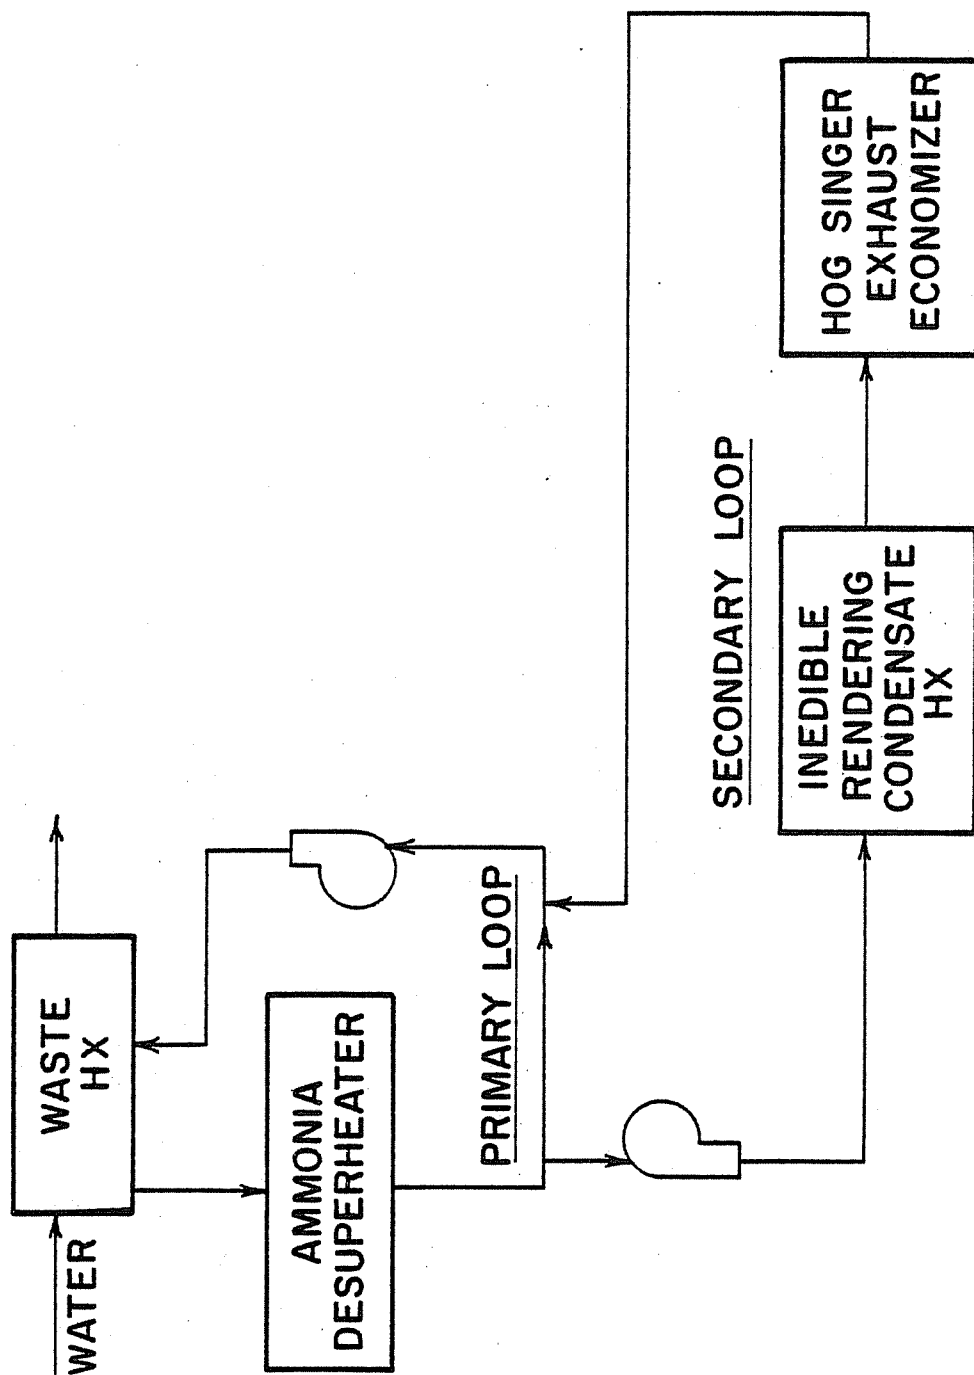 WATER
WASTE
HX
AMMONIA
DESUPERHEATER
PRIMARY LOOP
SECONDARY LOOP
INEDIBLE
RENDERING
CONDENSATE
HX
HOG SINGER
EXHAUST
ECONOMIZER